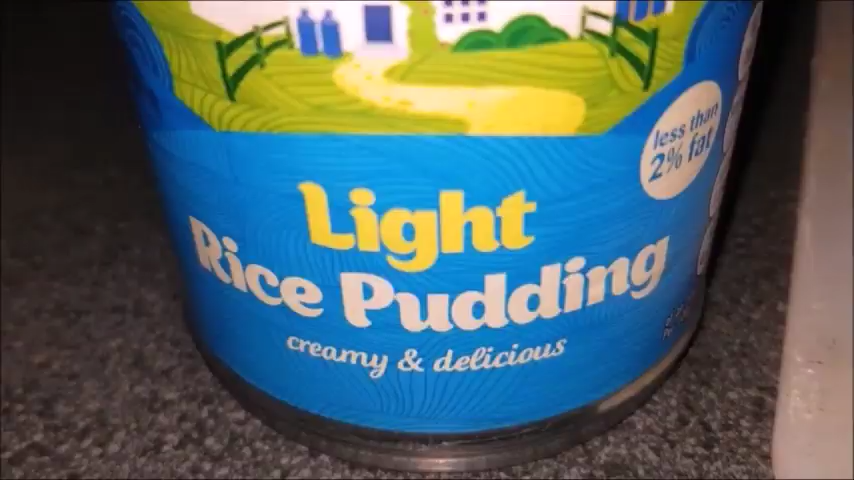 less than
2% fat
Light
Rice Pudding
creamy & delicious